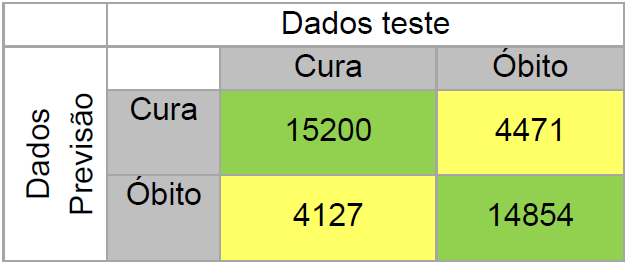 Dados teste
Cura Óbito
Dados
Previsão
Cura 15200 4471
Óbito 4127 14854